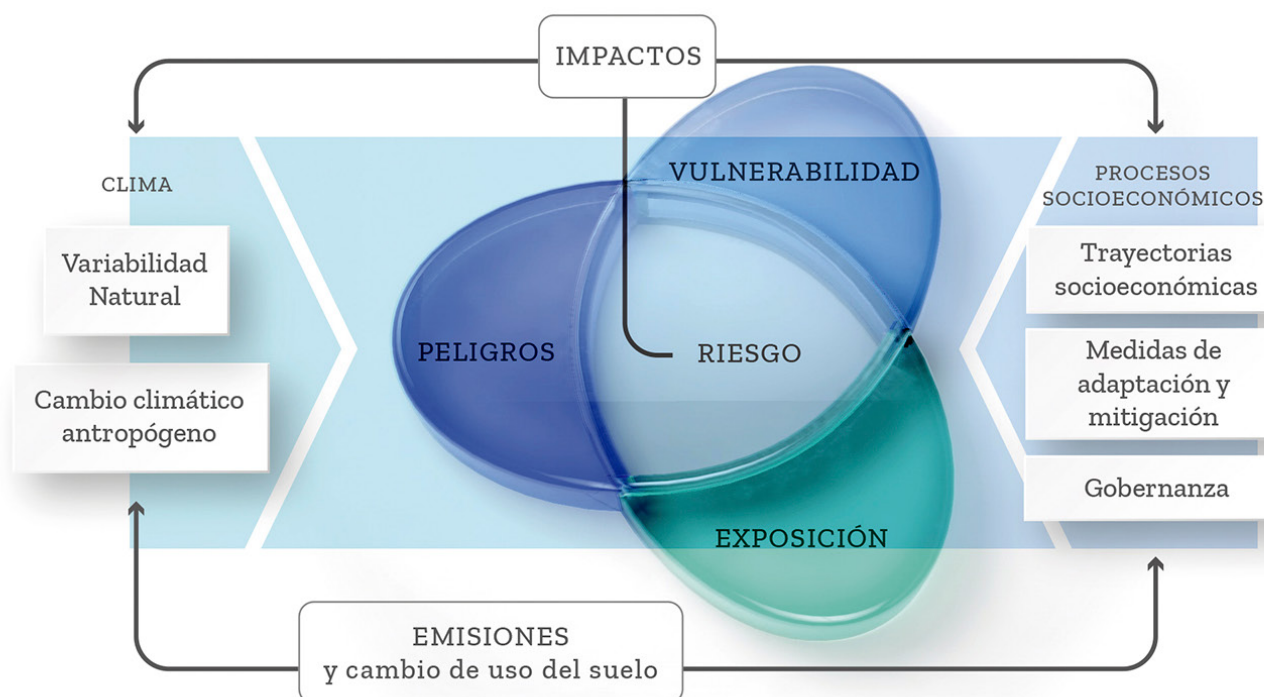 IMPACTOS
CLIMA
Variabilidad
Natural
Cambio climático
antropógeno
VULNERABILIDAD
PELIGROS
RIESGO
EXPOSICIÓN
PROCESOS
SOCIOECONÓMICOS
Trayectorias
socioeconómicas
Medidas de
adaptación y
mitigación
Gobernanza
EMISIONES
y cambio de uso del suelo